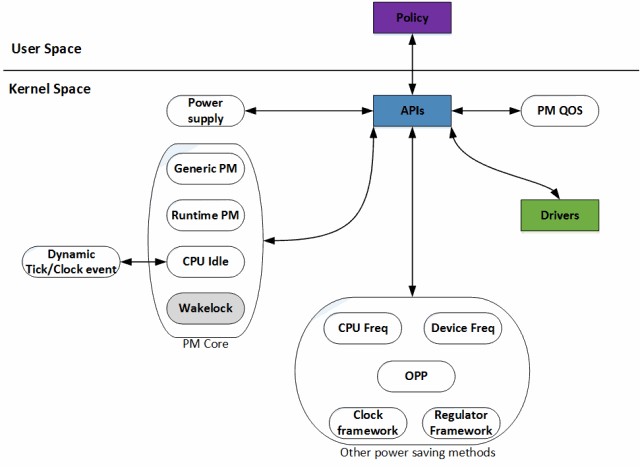 Policy
User Space
Kernel Space
Power
supply
APIs
PM QOS
Generic PM
Runtime PM
Drivers
Dynamic
Tick/Clock event
CPU Idle
Wakelock
PM Core
CPU Freq
Device Freq
OPP
Clock
framework
Regulator
Framework
Other power saving methods